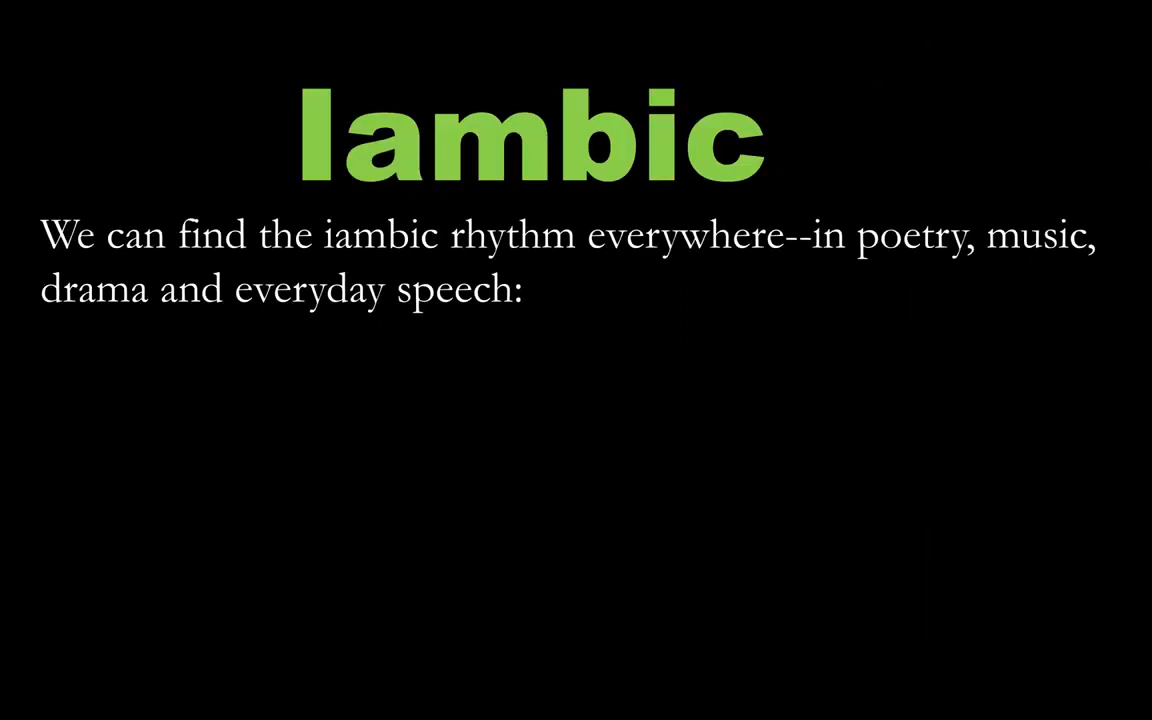 Iambic
We can find the iambic rhythm everywhere--in poetry, music,
drama and everyday speech: